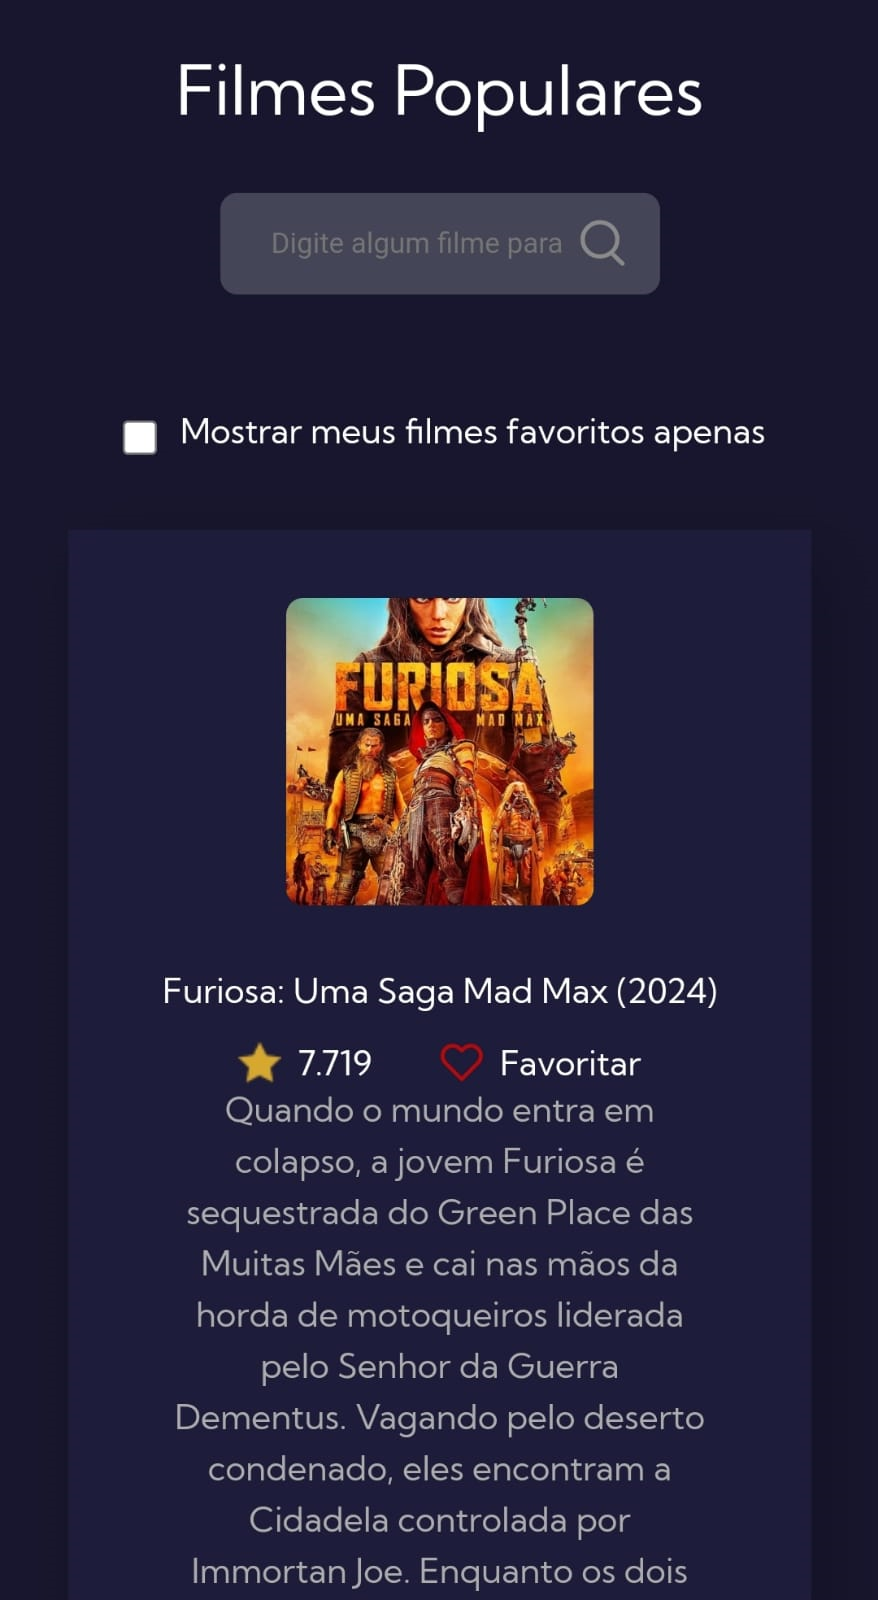 Filmes Populares
Digite algum filme para
Mostrar meus filmes favoritos apenas
FURIOSA
UMA SAGA MAD MAX
Furiosa: Uma Saga Mad Max (2024)
7.719 Favoritar
Quando o mundo entra em
colapso, a jovem Furiosa é
sequestrada do Green Place das
Muitas Mães e cai nas mãos da
horda de motoqueiros liderada
pelo Senhor da Guerra
Dementus. Vagando pelo deserto
condenado, eles encontram a
Cidadela controlada por
Immortan Joe. Enquanto os dois